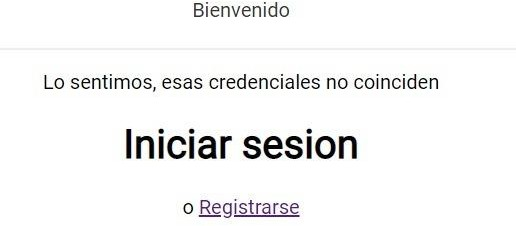 Bienvenido
Lo sentimos, esas credenciales no coinciden
Iniciar sesion
o Registrarse